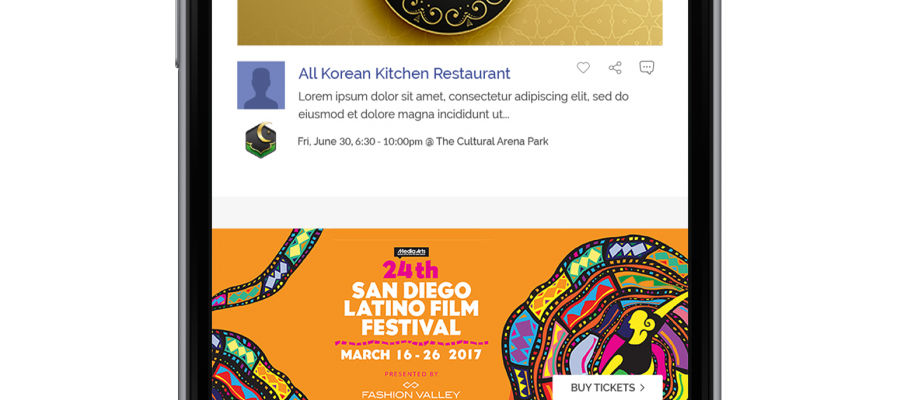 All Korean Kitchen Restaurant
Lorem ipsum dolor sit amet, consectetur adipiscing elit, sed do
eiusmod et dolore magna incididunt ut...
Fri, June 30, 6:30 - 10:00pm @ The Cultural Arena Park
Media Arts
24th
SAN DIEGO
LATINO FILM
FESTIVAL
MARCH 16 - 26 2017
PRESENTED BY
FASHION VALLEY
BUY TICKETS >